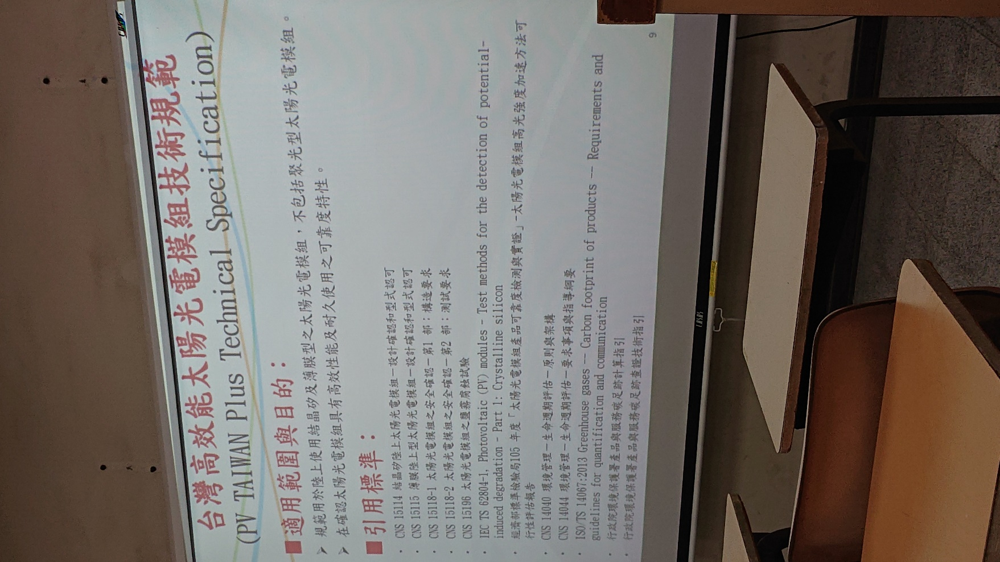 台灣高效能太陽光電模組技術規範
(PV TAIWAN Plus Technical Specification)
適用範圍與目的：
規範用於陸上使用結晶矽及薄膜型之太陽光電模組，不包括聚光型太陽光電模組。
在確認太陽光電模組具有高效性能及耐久使用之可靠度特性。
引用標準：
CNS 15114 結晶矽陸上太陽光電模組－設計確認和型式認可
CNS 15115 薄膜陸上型太陽光電模組－設計確認和型式認可
CNS 15118-1 太陽光電模組之安全確認－第1 部：構造要求
CNS 15118-2 太陽光電模組之安全確認－第2 部：測試要求
CNS 15196 太陽光電模組之鹽霧腐蝕試驗
IEC TS 62804-1, Photovoltaic (PV) modules - Test methods for the detection of potential-
induced degradation - Part 1: Crystalline silicon
經濟部標準檢驗局105 年度「太陽光電模組產品可靠度檢測與實證」-太陽光電模組高光強度加速方法可
行性評估報告
CNS 14040 環境管理－生命週期評估－原則與架構
CNS 14044 環境管理－生命週期評估－要求事項與指導綱要
ISO/TS 14067:2013 Greenhouse gases -- Carbon footprint of products -- Requirements and
guidelines for quantification and communication
行政院環境保護署產品與服務碳足跡計算指引
行政院環境保護署產品與服務碳足跡查證技術指引
9